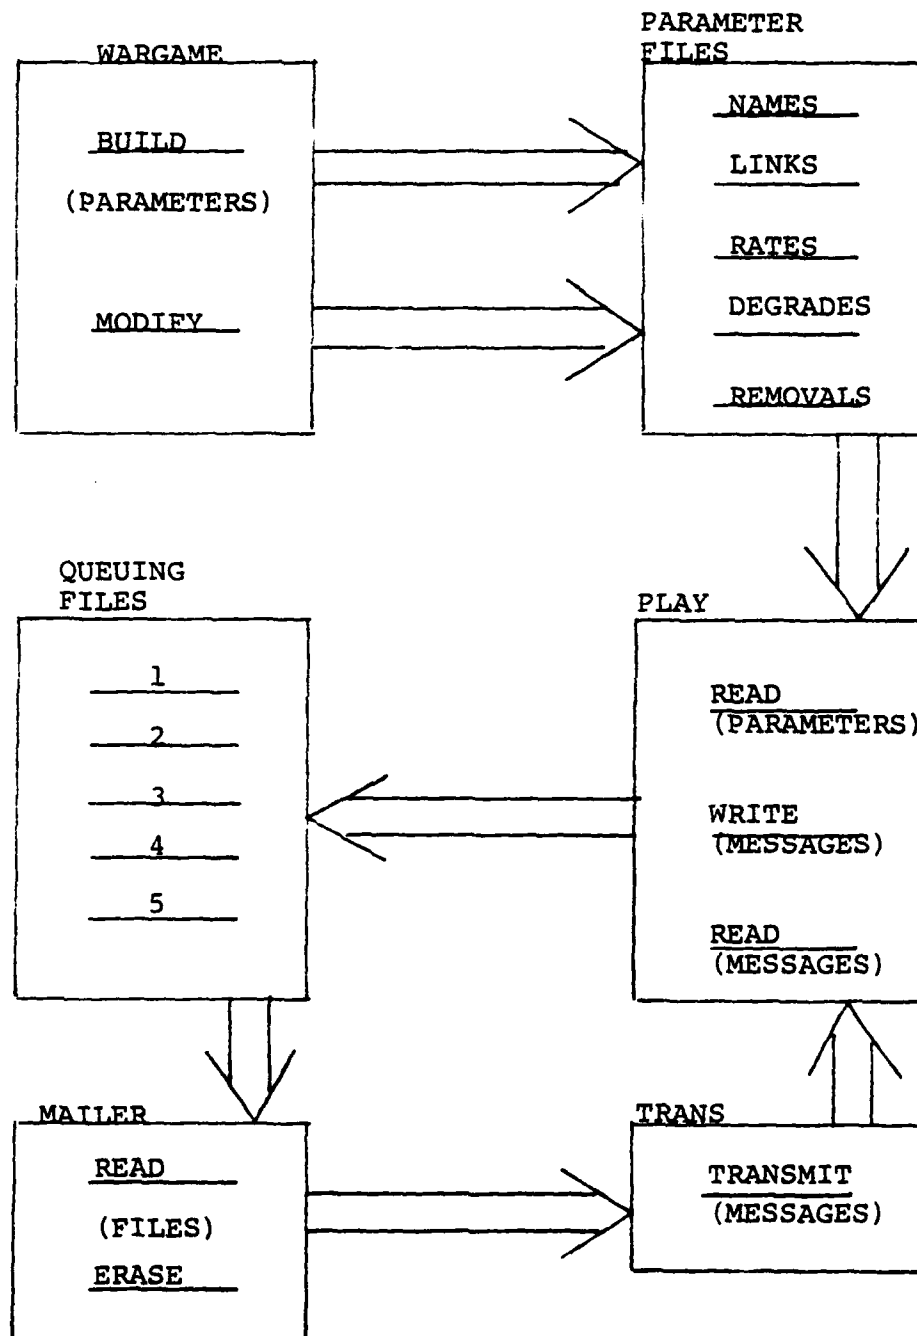 WARGAME
BUILD
(PARAMETERS)
MODIFY
PARAMETER
FILES
NAMES
LINKS
RATES
DEGRADES
REMOVALS
QUEUING
FILES
1
2
3
4
5
PLAY
READ
(PARAMETERS)
WRITE
(MESSAGES)
READ
(MESSAGES)
MAILER
READ
(FILES)
ERASE
TRANS
TRANSMIT
(MESSAGES)